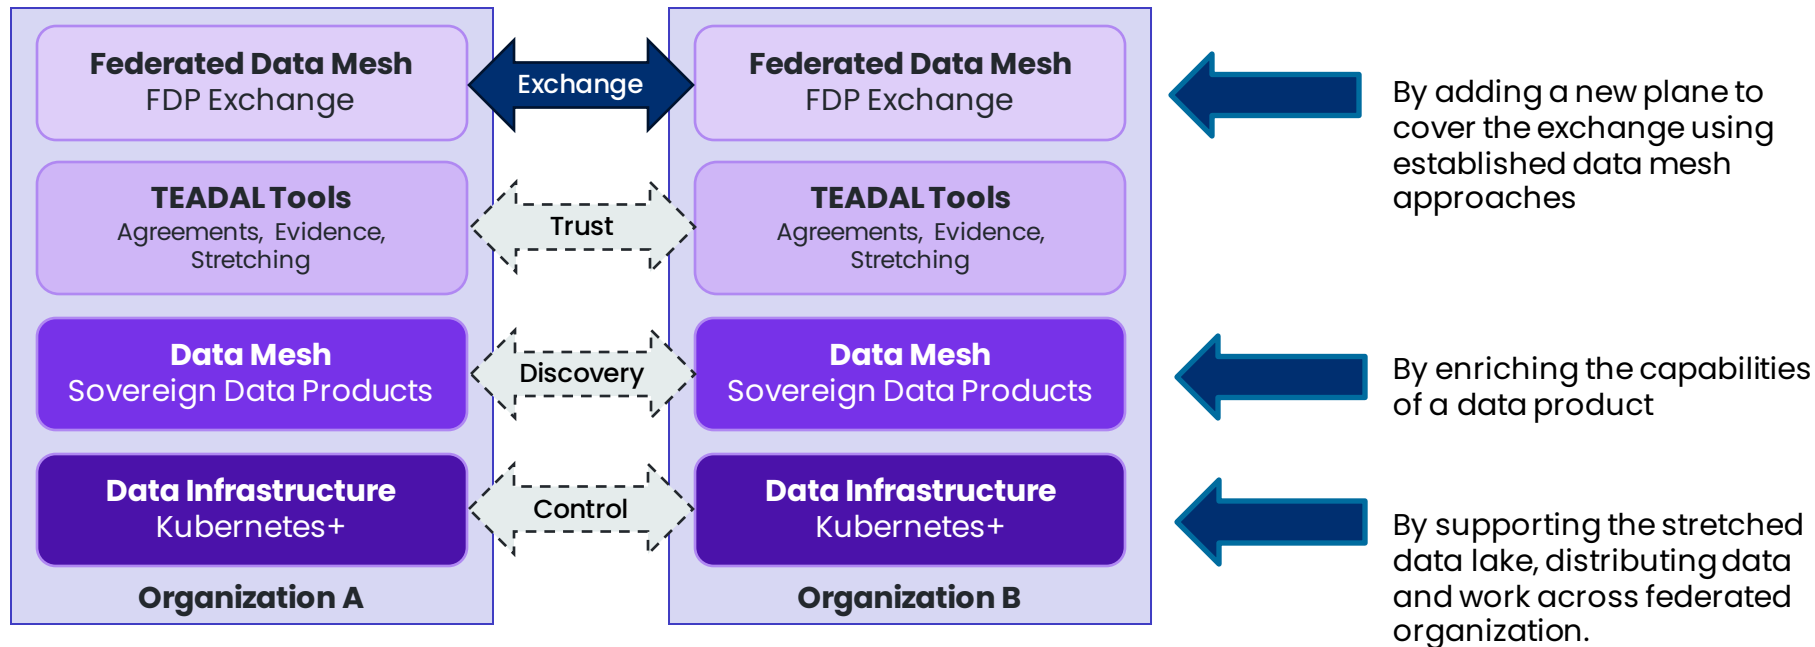 Federated Data Mesh
FDP Exchange
TEADAL Tools
Agreements, Evidence,
Stretching
Data Mesh
Sovereign Data Products
Data Infrastructure
Kubernetes+
Organization A
Exchange
Trust
Discovery
Control
Federated Data Mesh
FDP Exchange
TEADAL Tools
Agreements, Evidence,
Stretching
Data Mesh
Sovereign Data Products
Data Infrastructure
Kubernetes+
Organization B
By adding a new plane to
cover the exchange using
established data mesh
approaches
By enriching the capabilities
of a data product
By supporting the stretched
data lake, distributing data
and work across federated
organization.